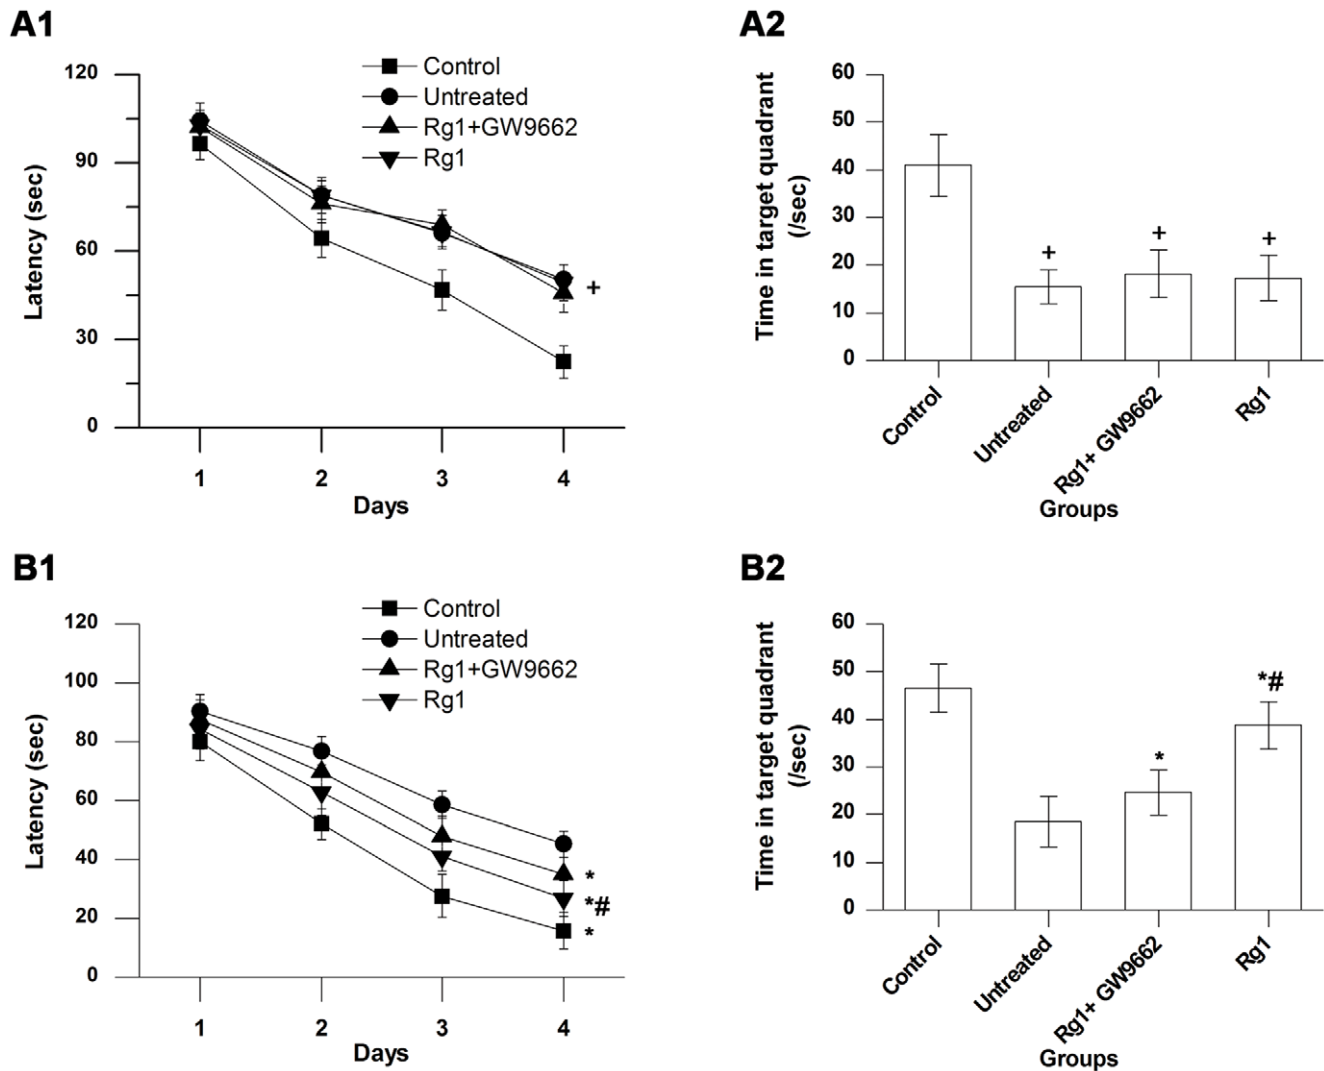 A1
Control
Untreated
Rg1+GW9662
Rg1
Latency (sec)
120
90
60
30
0
1 2 3 4
Days
A2
Time in target quadrant
(/sec)
60
50
40
30
20
10
0
+ + +
+
Control
Untreated
Rg1+ GW9662
Rg1
Groups
B1
Control
Untreated
Rg1+GW9662
Rg1
Latency (sec)
120
100
80
60
40
20
0
*
*#
*
1 2 3 4
Days
B2
Time in target quadrant
(/sec)
60
50
40
30
20
10
0
*
*#
Control
Untreated
Rg1+ GW9662
Rg1
Groups